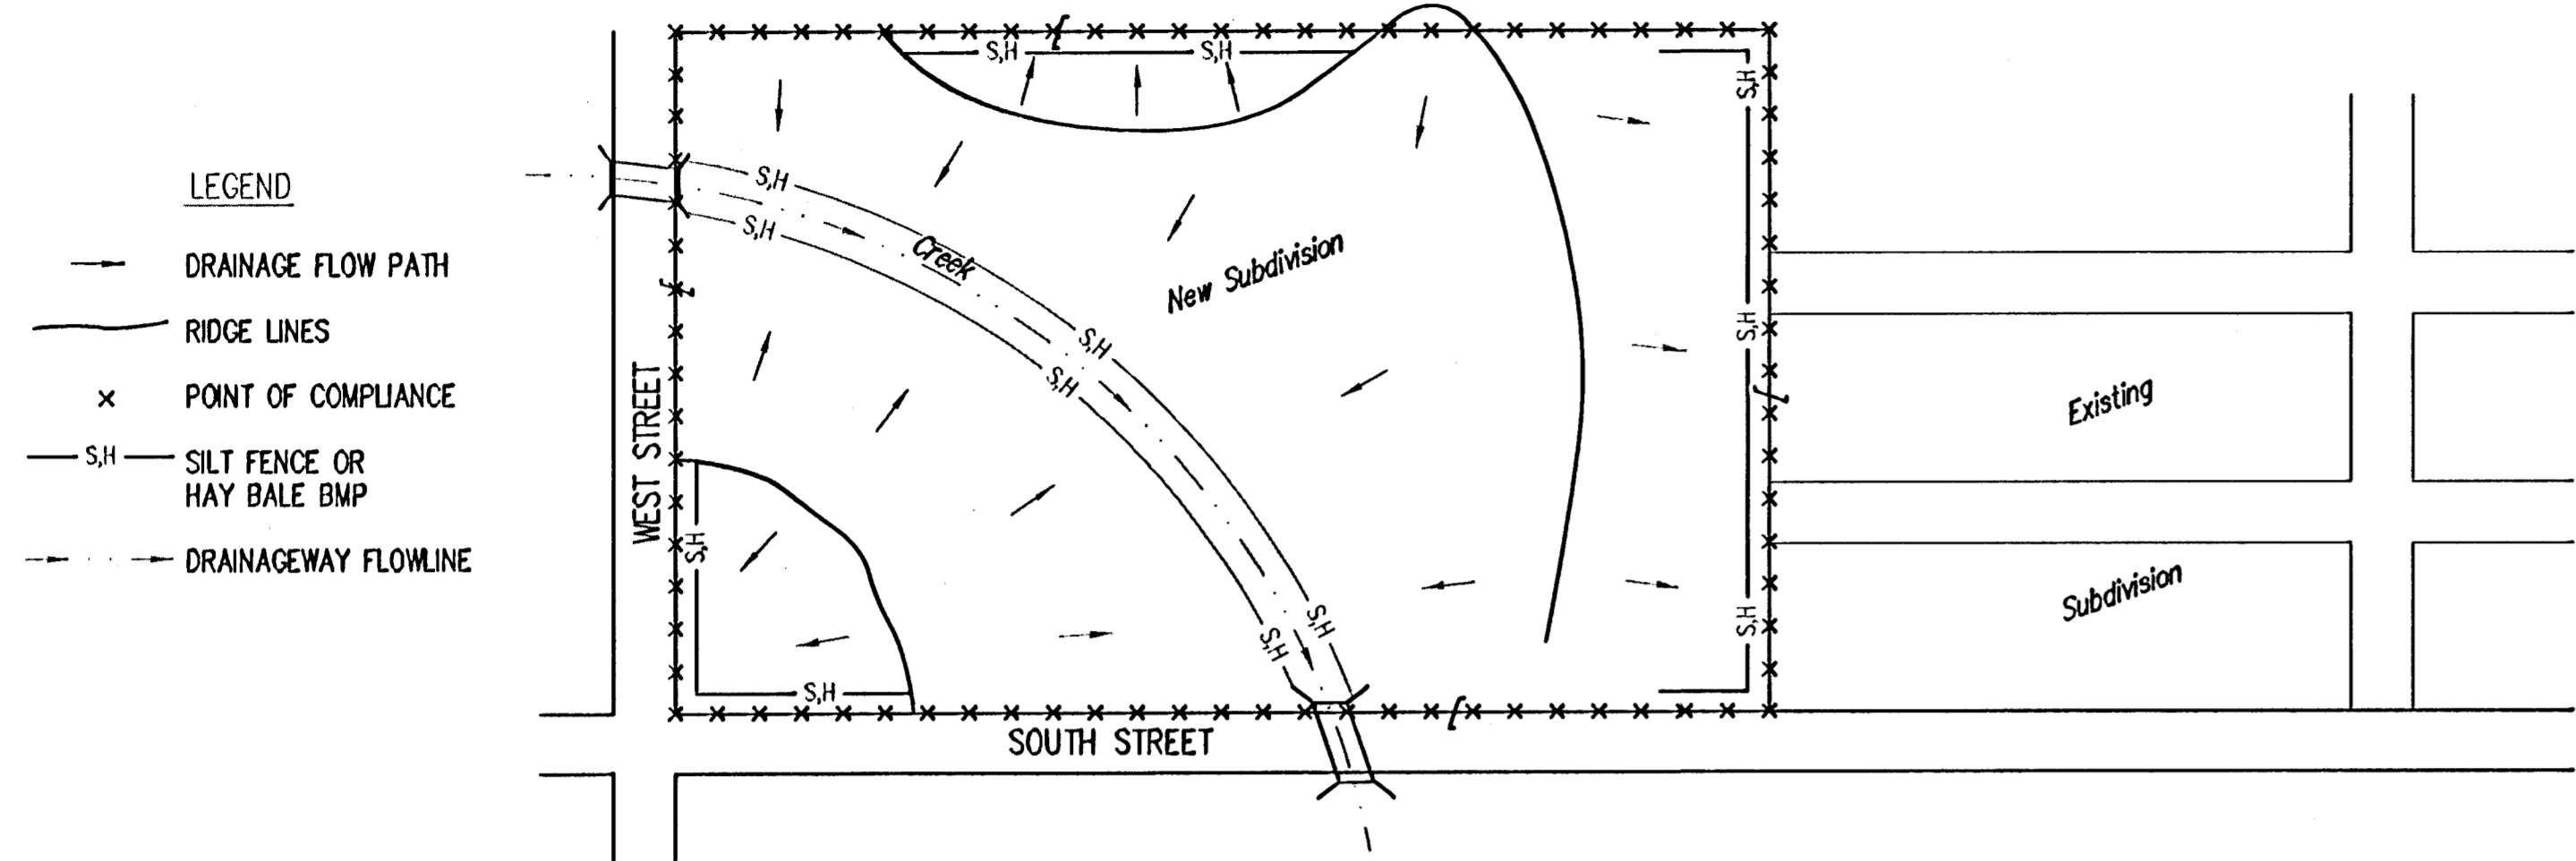 LEGEND
DRAINAGE FLOW PATH
RIDGE LINES
× POINT OF COMPLIANCE
S,H SILT FENCE OR
HAY BALE BMP
DRAINAGEWAY FLOWLINE
S,H
S,H
S,H
S,H
S,H
Creek
New Subdivision
S,H
S,H
S,H
WEST STREET
S,H
S,H
S,H
S,H
S,H
S,H
SOUTH STREET
Existing
Subdivision